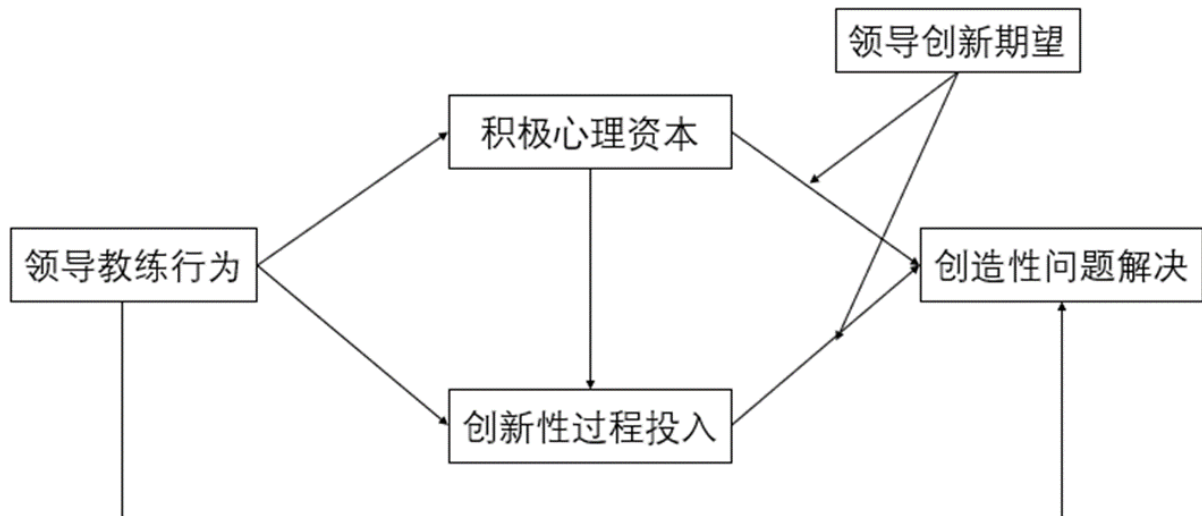 领导创新期望
积极心理资本
领导教练行为
创造性问题解决
创新性过程投入